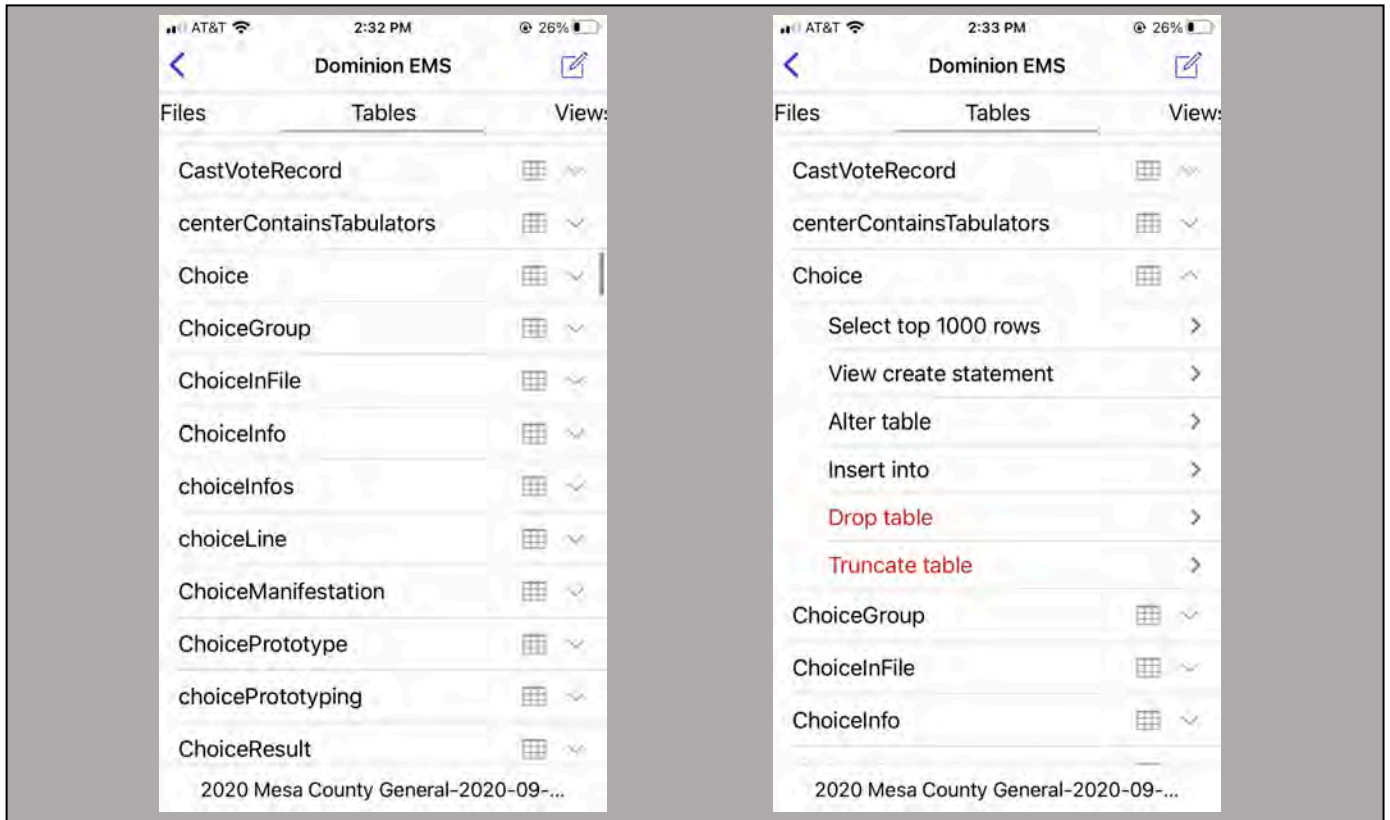 AT&T 2:32 PM 26%
Dominion EMS
Files Tables Views
CastVoteRecord
centerContainsTabulators
Choice
ChoiceGroup
ChoiceInFile
ChoiceInfo
choiceInfos
choiceLine
ChoiceManifestation
ChoicePrototype
choicePrototyping
ChoiceResult
2020 Mesa County General-2020-09-...
AT&T 2:33 PM 26%
Dominion EMS
Files Tables Views
CastVoteRecord
centerContainsTabulators
Choice
Select top 1000 rows
View create statement
Alter table
Insert into
Drop table
Truncate table
ChoiceGroup
ChoiceInFile
ChoiceInfo
2020 Mesa County General-2020-09-...